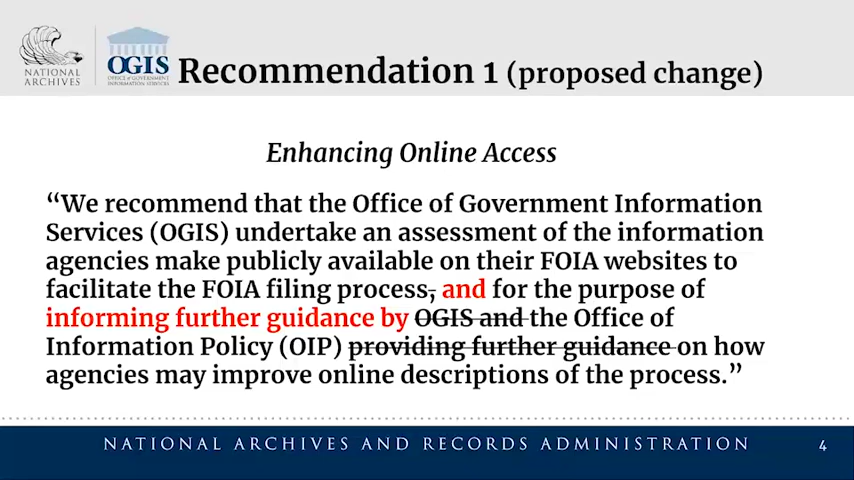 NATIONAL
ARCHIVES
OGIS
OFFICE OF GOVERNMENT
INFORMATION SERVICES
Recommendation 1 (proposed change)
Enhancing Online Access
“We recommend that the Office of Government Information
Services (OGIS) undertake an assessment of the information
agencies make publicly available on their FOIA websites to
facilitate the FOIA filing process, and for the purpose of
informing further guidance by OGIS and the Office of
Information Policy (OIP) providing further guidance on how
agencies may improve online descriptions of the process.”
NATIONAL ARCHIVES AND RECORDS ADMINISTRATION
4